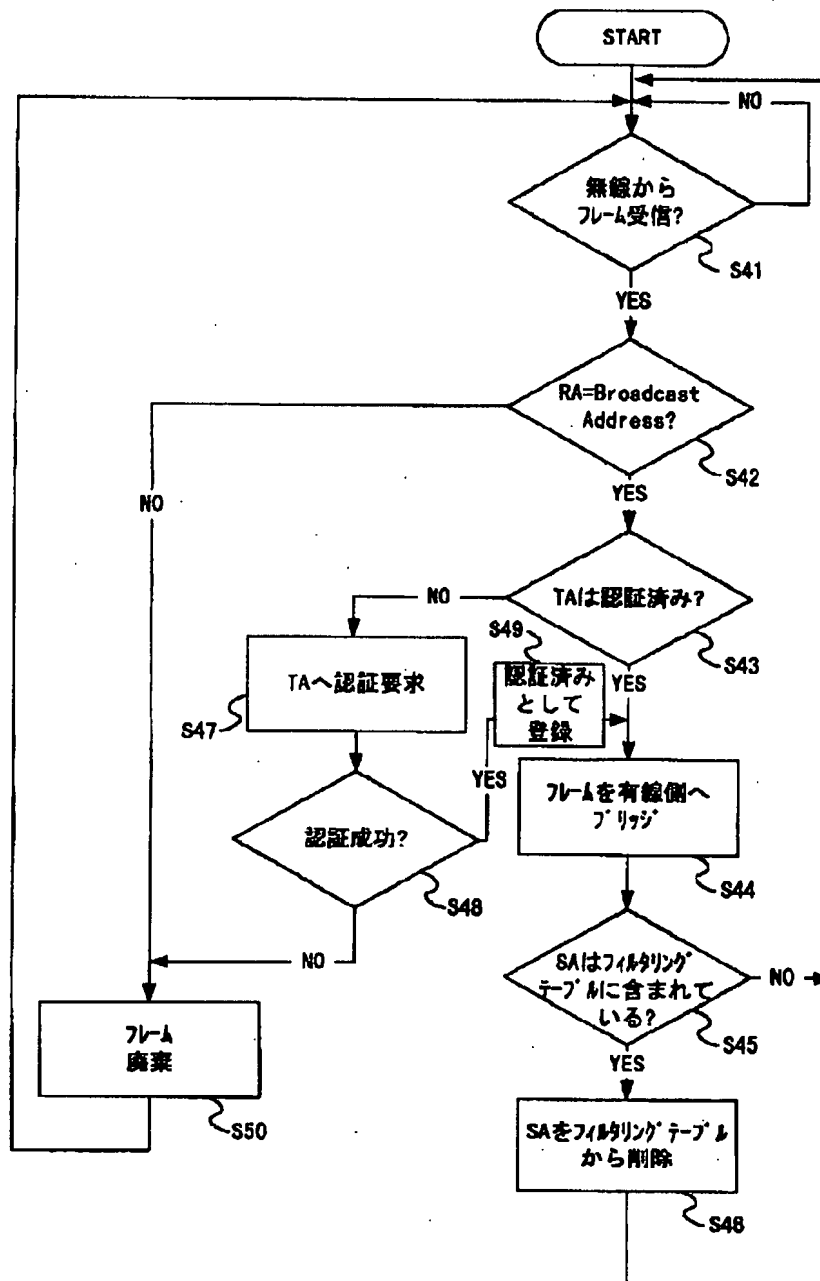 START
NO
無線から
フレーム受信?
S41
YES
RA=Broadcast
Address?
S42
NO
YES
TAは認証済み?
S43
NO
S49
TAへ認証要求
S47
認証済み
として
登録
YES
YES
フレームを有線側へ
ブリッジ
S44
認証成功?
S48
NO
SAはフィルタリング
テーブルに含まれて
いる?
NO
S45
フレーム
廃棄
S50
YES
SAをフィルタリングテーブル
から削除
S48